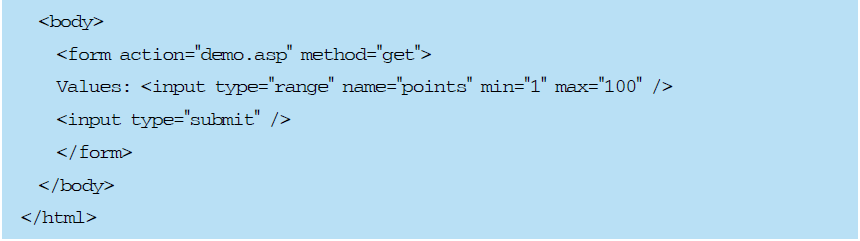 <body>
<form action="demo.asp" method="get">
Values: <input type="range" name="points" min="1" max="100" />
<input type="submit" />
</form>
</body>
</html>